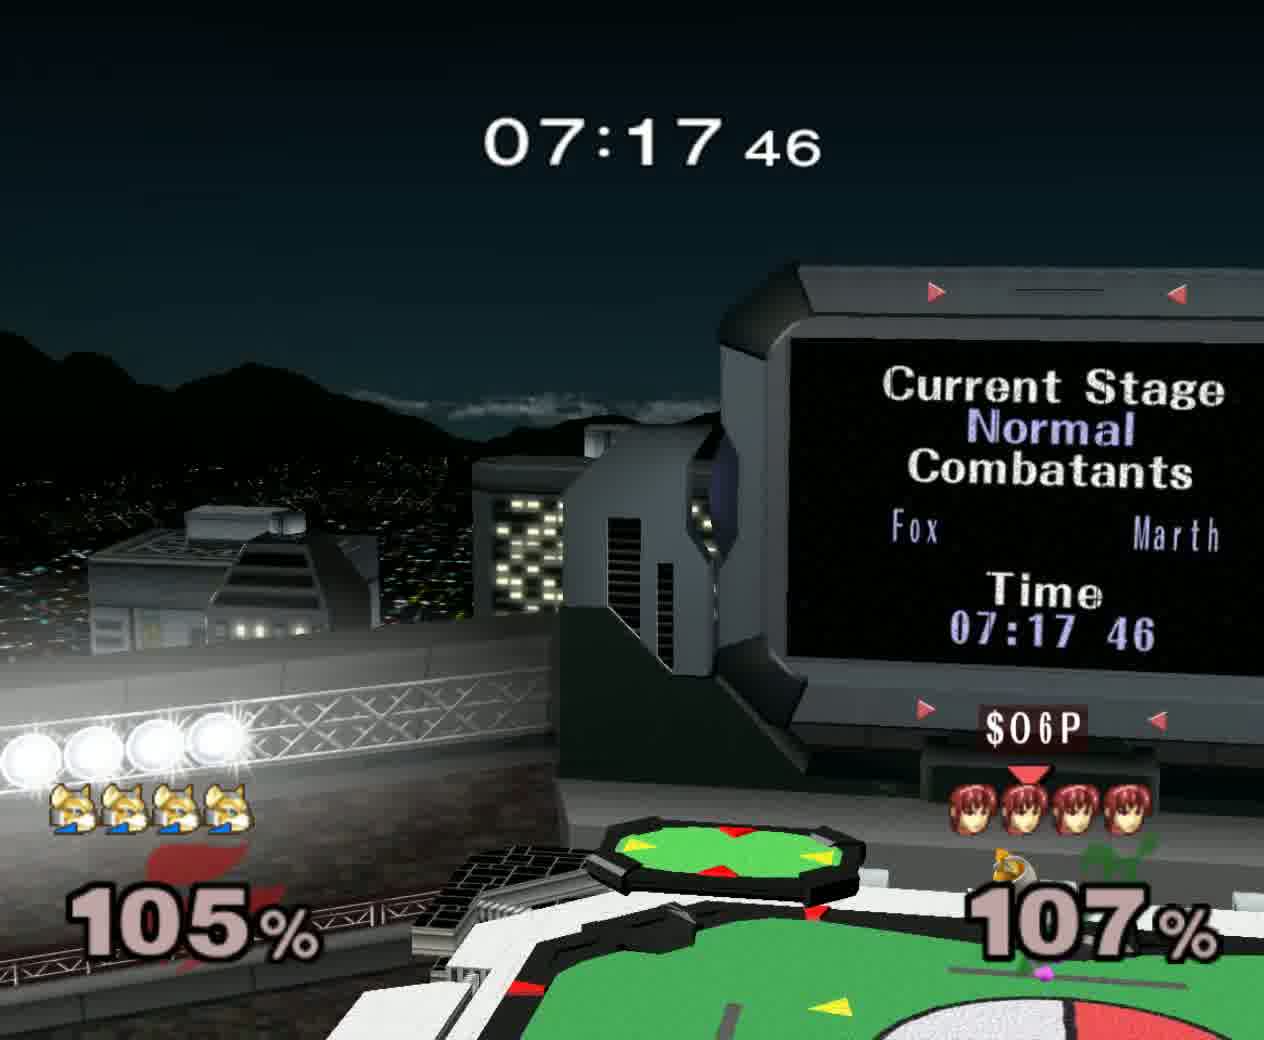 07:17 46
Current Stage
Normal
Combatants
Fox Marth
Time
07:17 46
$06P
105%
107%